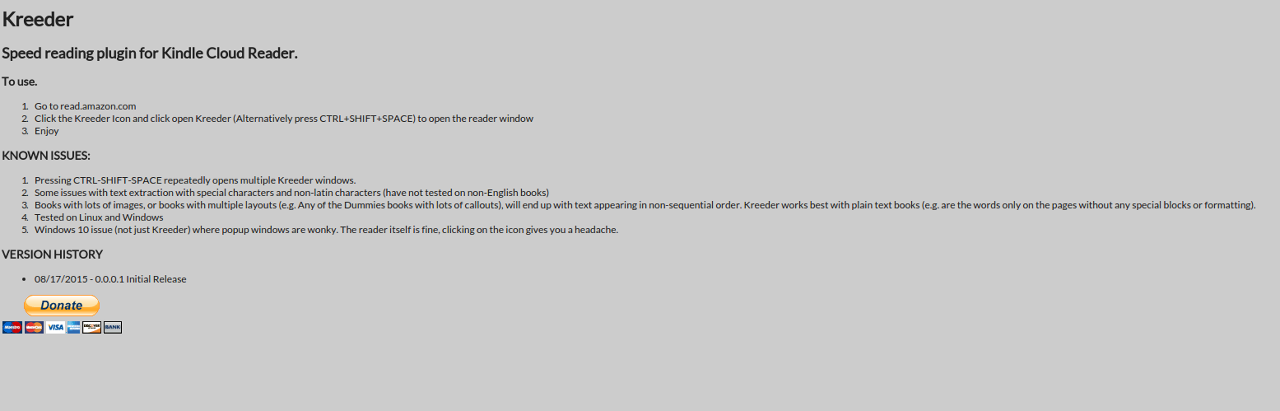 Kreeder
Speed reading plugin for Kindle Cloud Reader.
To use.
1. Go to read.amazon.com
2. Click the Kreeder Icon and click open Kreeder (Alternatively press CTRL+SHIFT+SPACE) to open the reader window
3. Enjoy
KNOWN ISSUES:
1. Pressing CTRL-SHIFT-SPACE repeatedly opens multiple Kreeder windows.
2. Some issues with text extraction with special characters and non-latin characters (have not tested on non-English books)
3. Books with lots of images, or books with multiple layouts (e.g. Any of the Dummies books with lots of callouts), will end up with text appearing in non-sequential order. Kreeder works best with plain text books (e.g. are the words only on the pages without any special blocks or formatting).
4. Tested on Linux and Windows
5. Windows 10 issue (not just Kreeder) where popup windows are wonky. The reader itself is fine, clicking on the icon gives you a headache.
VERSION HISTORY
• 08/17/2015 - 0.0.0.1 Initial Release
Donate
VISA BANK